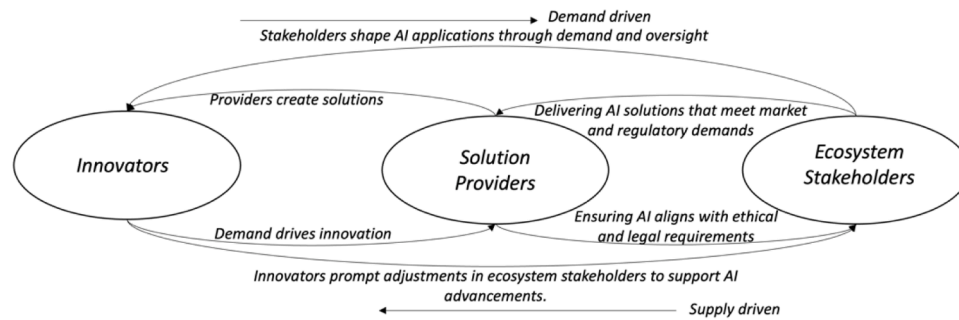 Demand driven
Stakeholders shape AI applications through demand and oversight
Providers create solutions
Delivering AI solutions that meet market
and regulatory demands
Innovators
Solution
Providers
Ecosystem
Stakeholders
Demand drives innovation
Ensuring AI aligns with ethical
and legal requirements
Innovators prompt adjustments in ecosystem stakeholders to support AI
advancements.
Supply driven